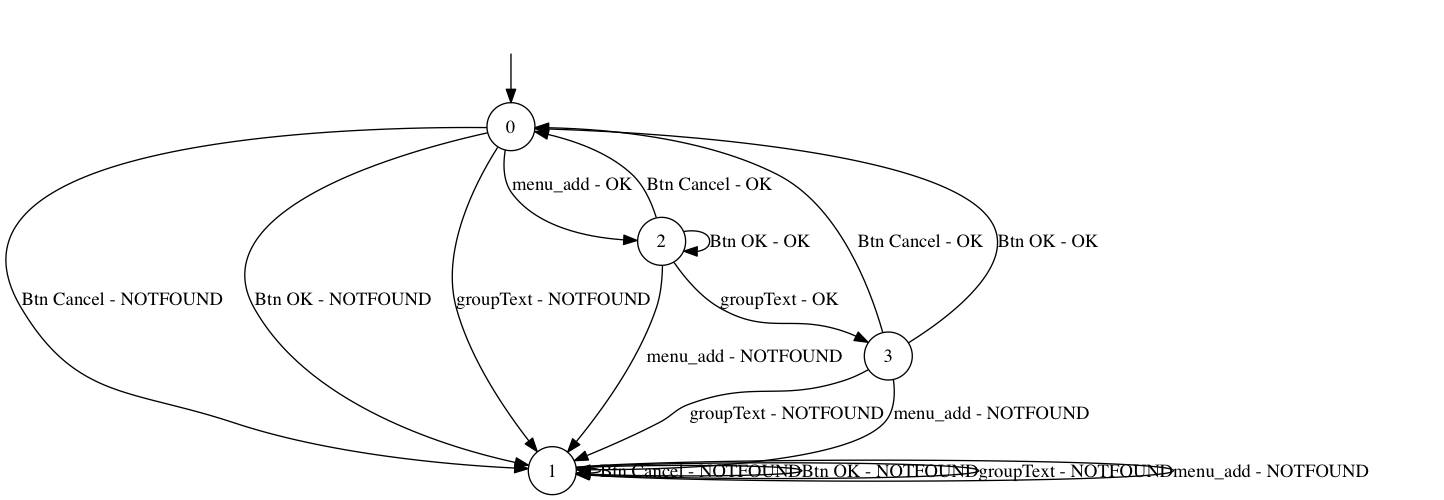 0
menu_add - OK
Btn Cancel - OK
2
Btn OK - OK
Btn Cancel - OK
Btn OK - OK
Btn Cancel - NOTFOUND
Btn OK - NOTFOUND
groupText - NOTFOUND
groupText - OK
menu_add - NOTFOUND
3
groupText - NOTFOUND
menu_add - NOTFOUND
1
Btn Cancel - NOTFOUND
Btn OK - NOTFOUND
groupText - NOTFOUND
menu_add - NOTFOUND